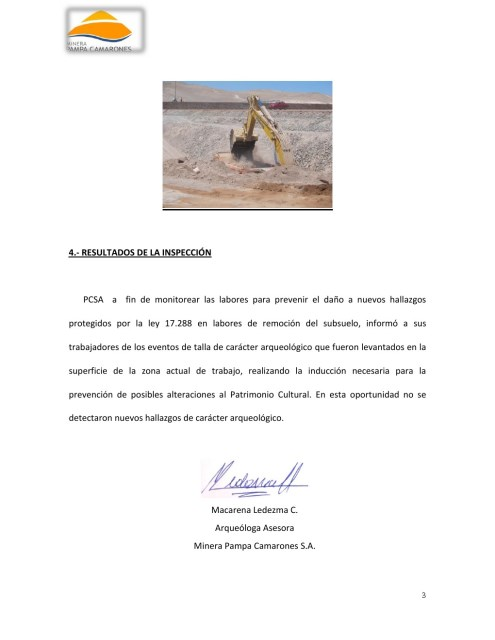 MINERA
PAMPA CAMARONES
4.- RESULTADOS DE LA INSPECCIÓN
PCSA a fin de monitorear las labores para prevenir el daño a nuevos hallazgos
protegidos por la ley 17.288 en labores de remoción del subsuelo, informó a sus
trabajadores de los eventos de talla de carácter arqueológico que fueron levantados en la
superficie de la zona actual de trabajo, realizando la inducción necesaria para la
prevención de posibles alteraciones al Patrimonio Cultural. En esta oportunidad no se
detectaron nuevos hallazgos de carácter arqueológico.
Macarena Ledezma C.
Arqueóloga Asesora
Minera Pampa Camarones S.A.
3